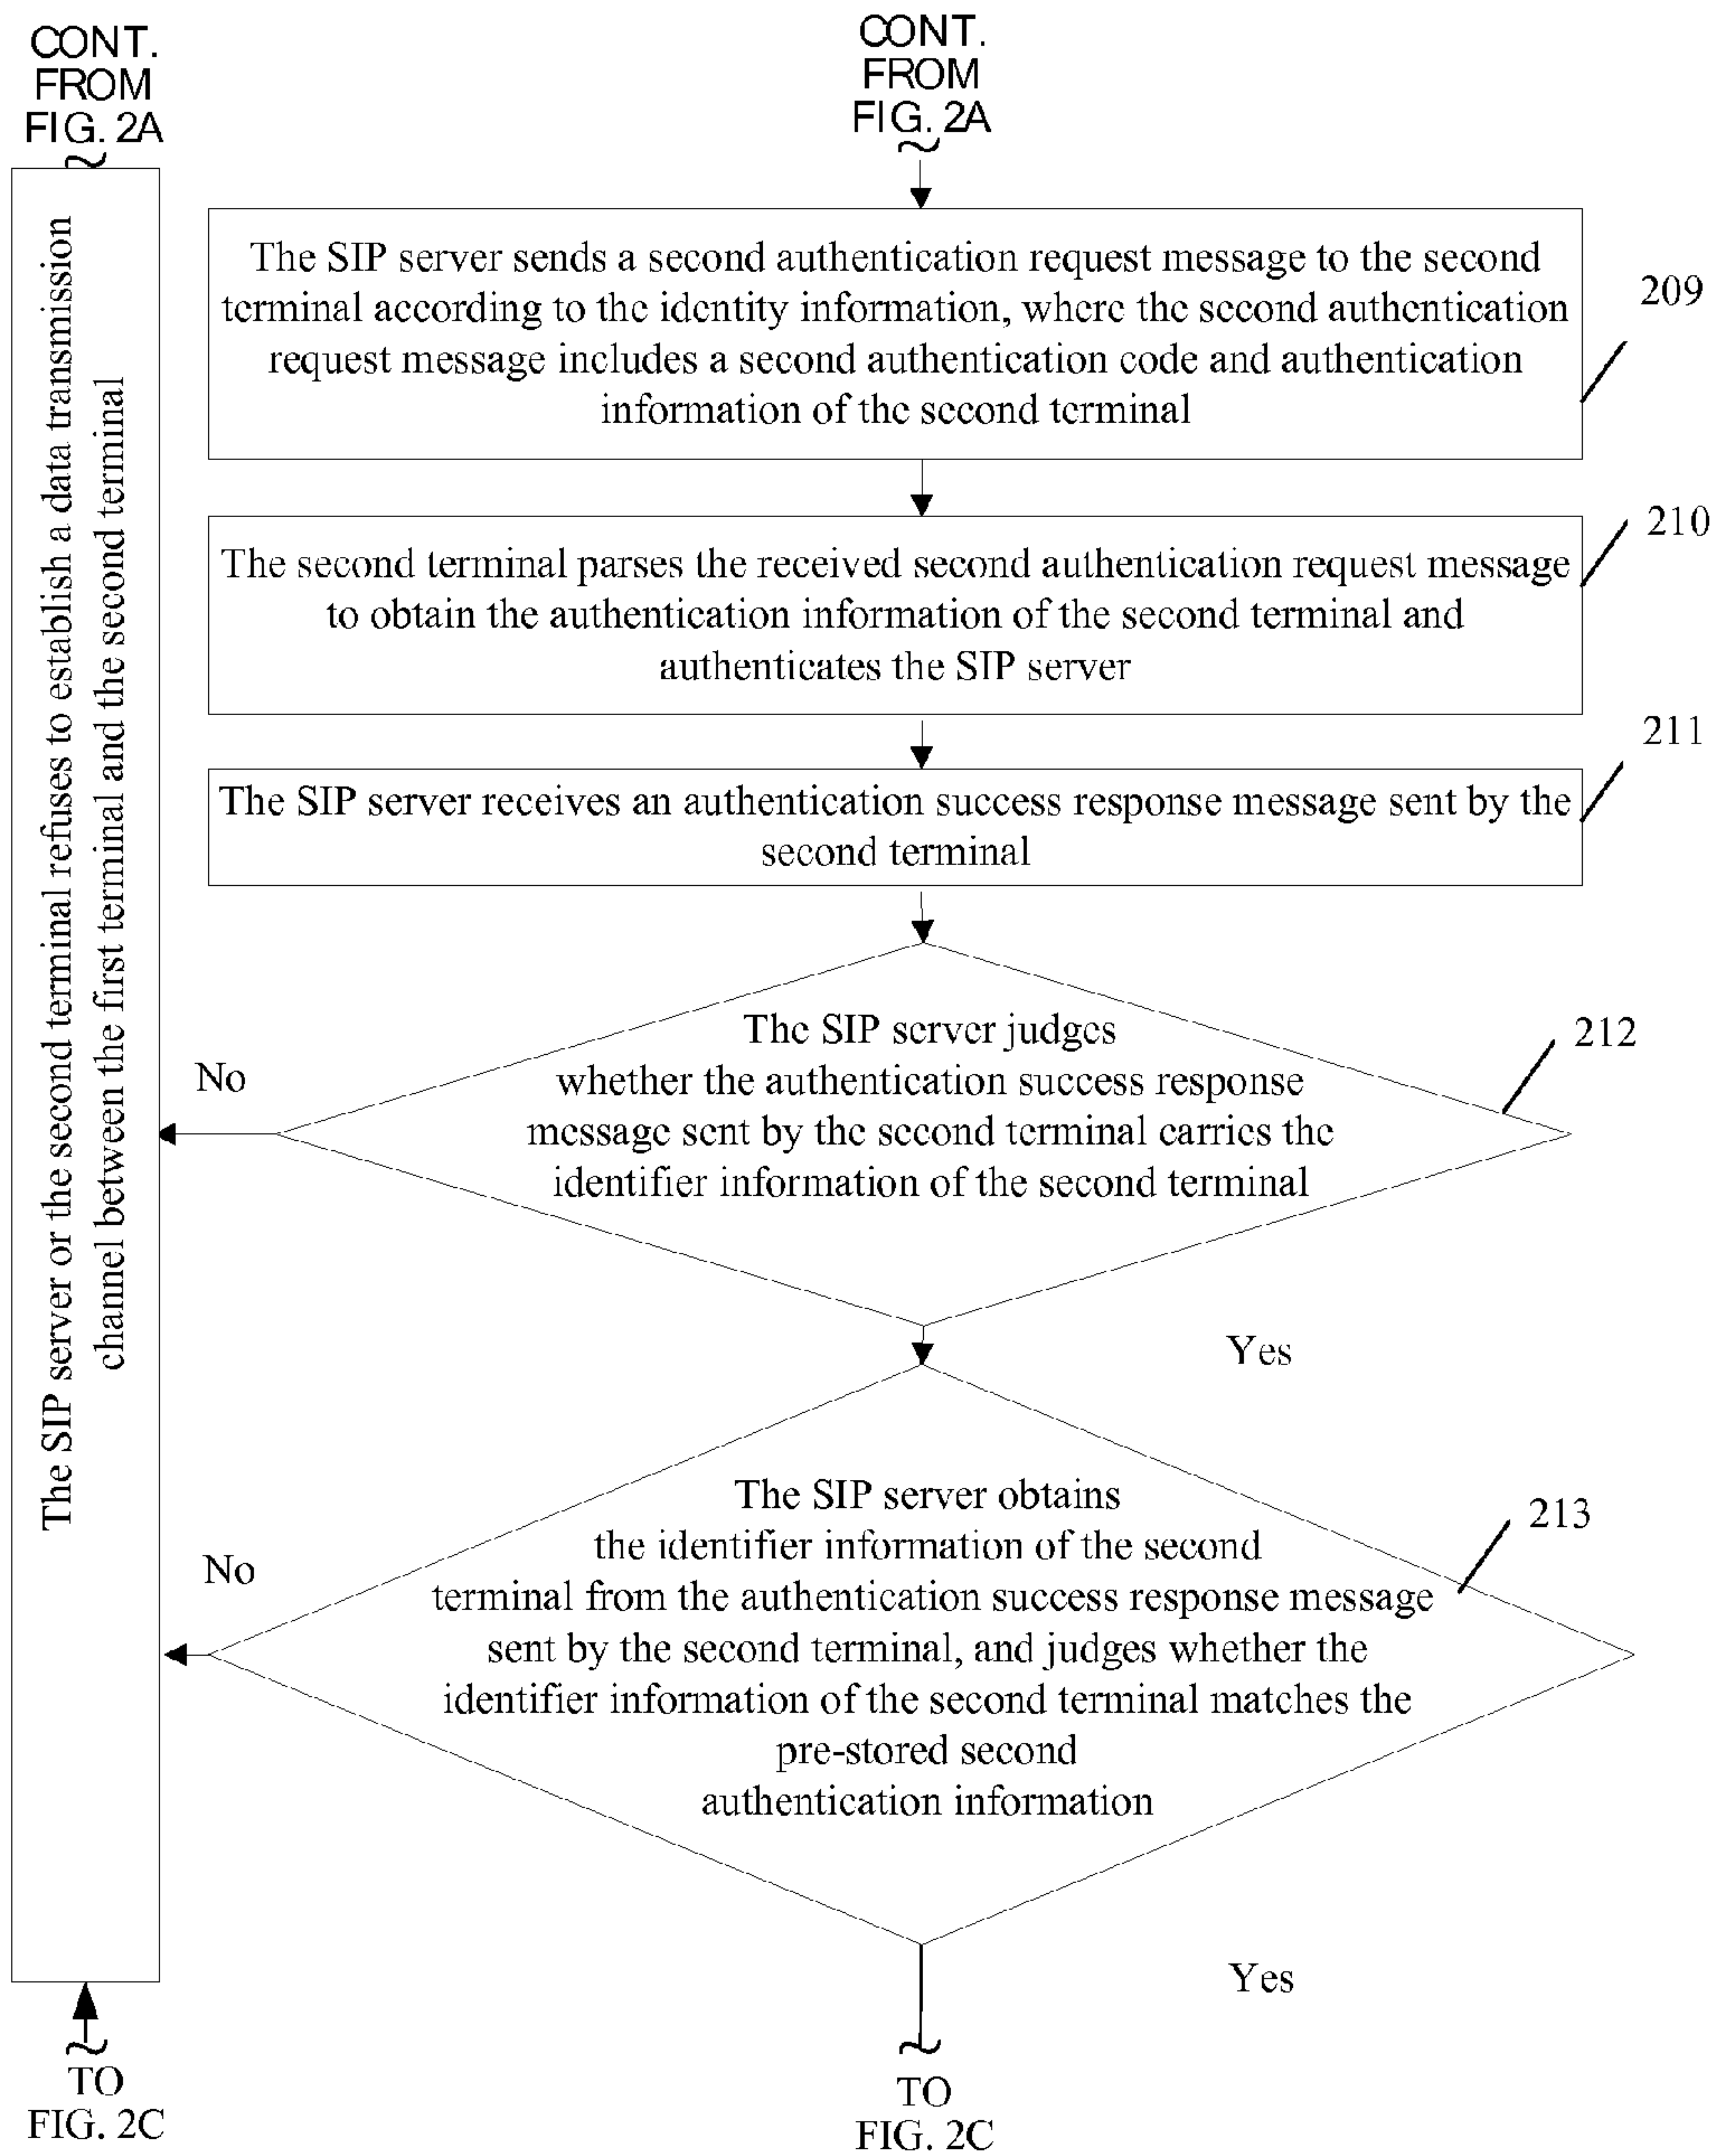 CONT.
FROM
FIG. 2A
CONT.
FROM
FIG. 2A
The SIP server or the second terminal refuses to establish a data transmission
channel between the first terminal and the second terminal
The SIP server sends a second authentication request message to the second
terminal according to the identity information, where the second authentication
request message includes a second authentication code and authentication
information of the second terminal
209
The second terminal parses the received second authentication request message
to obtain the authentication information of the second terminal and
authenticates the SIP server
210
The SIP server receives an authentication success response message sent by the
second terminal
211
The SIP server judges
whether the authentication success response
message sent by the second terminal carries the
identifier information of the second terminal
212
No
Yes
The SIP server obtains
the identifier information of the second
terminal from the authentication success response message
sent by the second terminal, and judges whether the
identifier information of the second terminal matches the
pre-stored second
authentication information
213
No
Yes
TO
FIG. 2C
TO
FIG. 2C